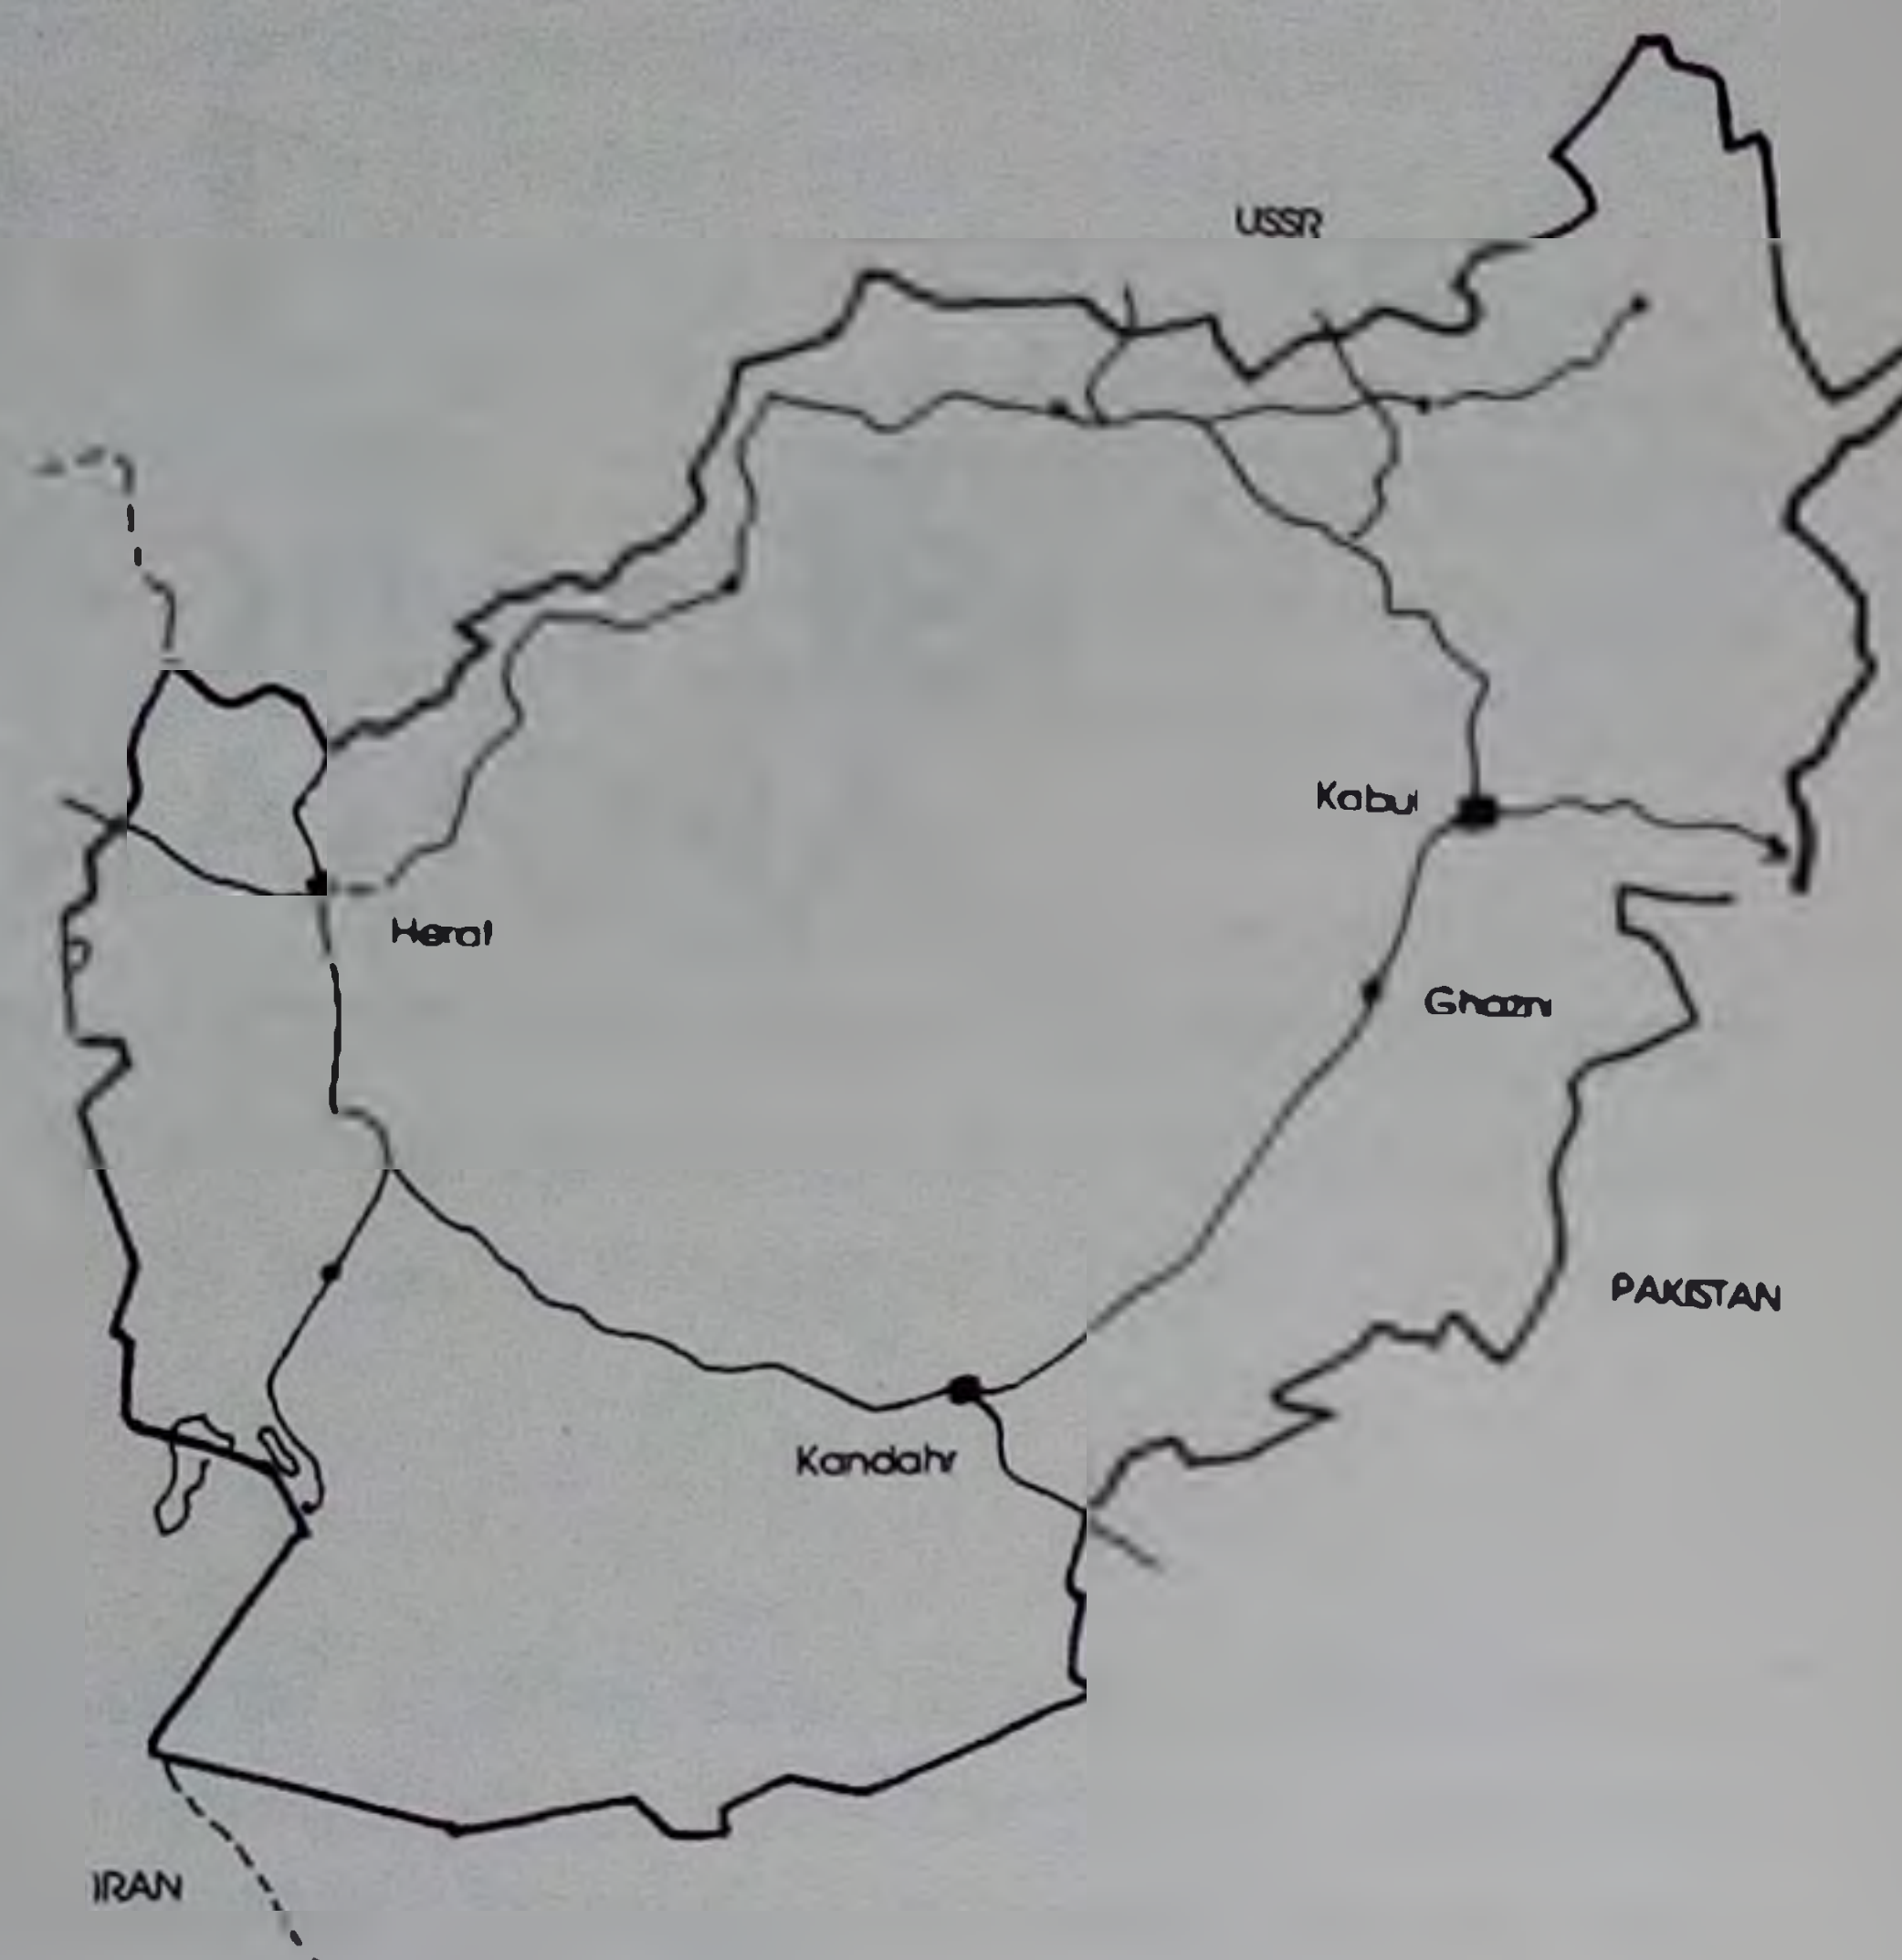 USSR
Kabul
Herat
Ghazni
PAKISTAN
Kandahr
IRAN